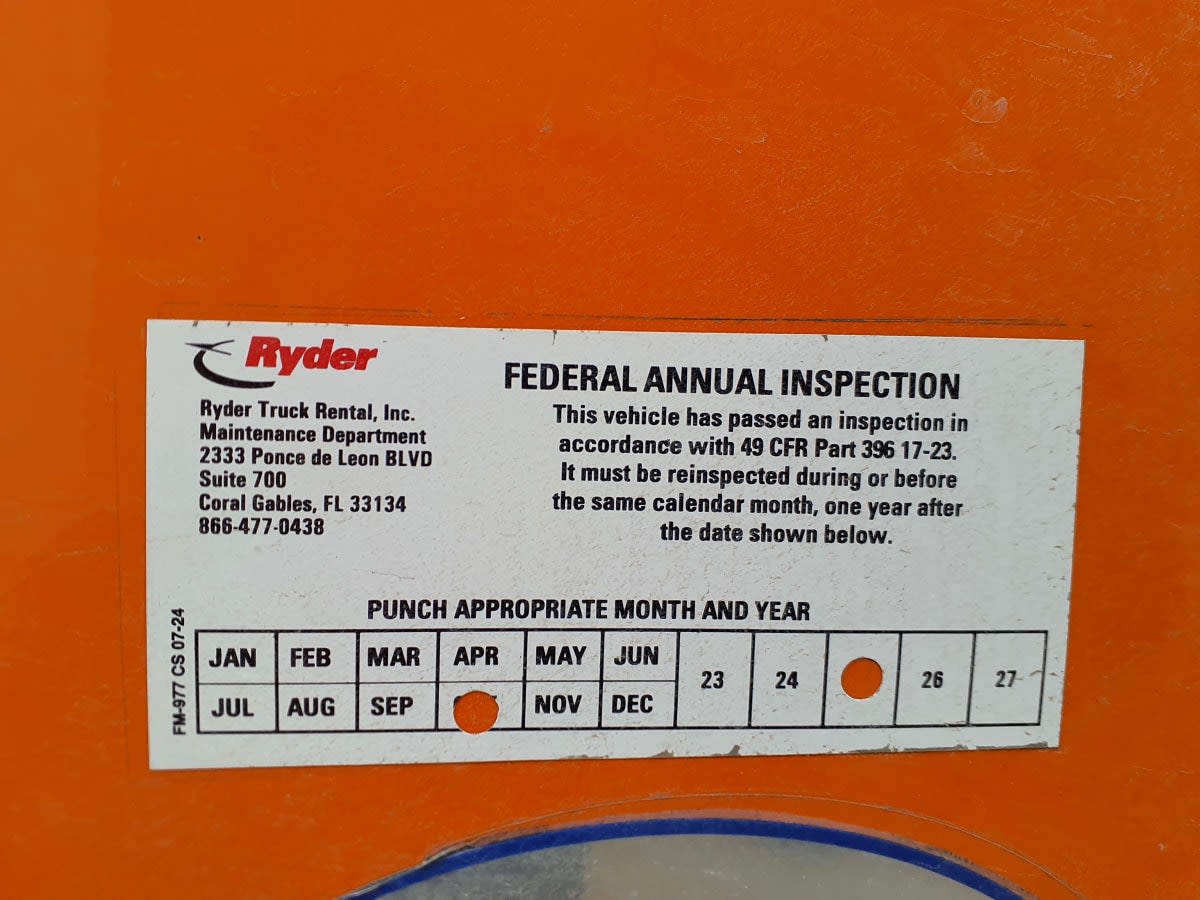 Ryder
Ryder Truck Rental, Inc.
Maintenance Department
2333 Ponce de Leon BLVD
Suite 700
Coral Gables, FL 33134
866-477-0438
FEDERAL ANNUAL INSPECTION
This vehicle has passed an inspection in
accordance with 49 CFR Part 396 17-23.
It must be reinspected during or before
the same calendar month, one year after
the date shown below.
PUNCH APPROPRIATE MONTH AND YEAR
JAN FEB MAR APR MAY JUN 23 24 26 27
JUL AUG SEP NOV DEC
FM-977 CS 07-24